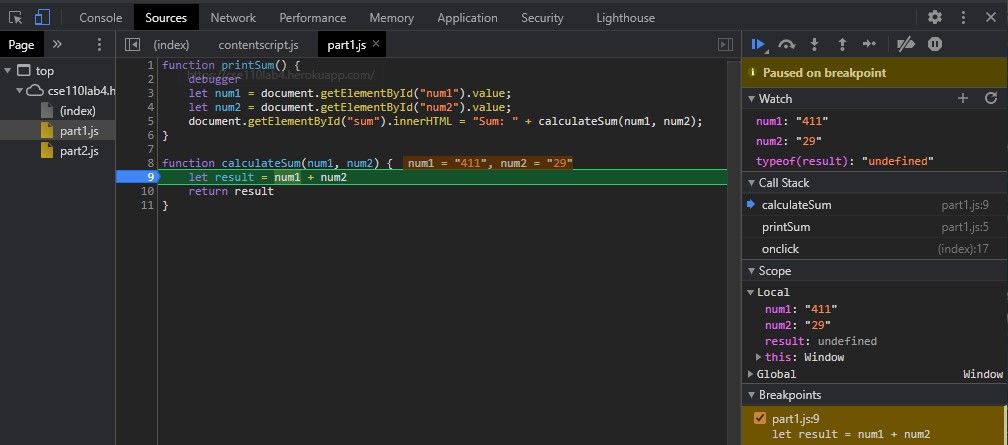 Console Sources Network Performance Memory Application Security Lighthouse
Page » (index) contentscript.js part1.js ×
top
cse110lab4.h
(index)
part1.js
part2.js
https://cse110lab4.herokuapp.com/
1 function printSum() {
2 debugger
3 let num1 = document.getElementById("num1").value;
4 let num2 = document.getElementById("num2").value;
5 document.getElementById("sum").innerHTML = "Sum: " + calculateSum(num1, num2);
6 }
7
8 function calculateSum(num1, num2) { num1 = "411", num2 = "29"
9 let result = num1 + num2
10 return result
11 }
Paused on breakpoint
Watch
num1: "411"
num2: "29"
typeof(result): "undefined"
Call Stack
calculateSum part1.js:9
printSum part1.js:5
onclick (index):17
Scope
Local
num1: "411"
num2: "29"
result: undefined
this: Window
Global Window
Breakpoints
part1.js:9
let result = num1 + num2